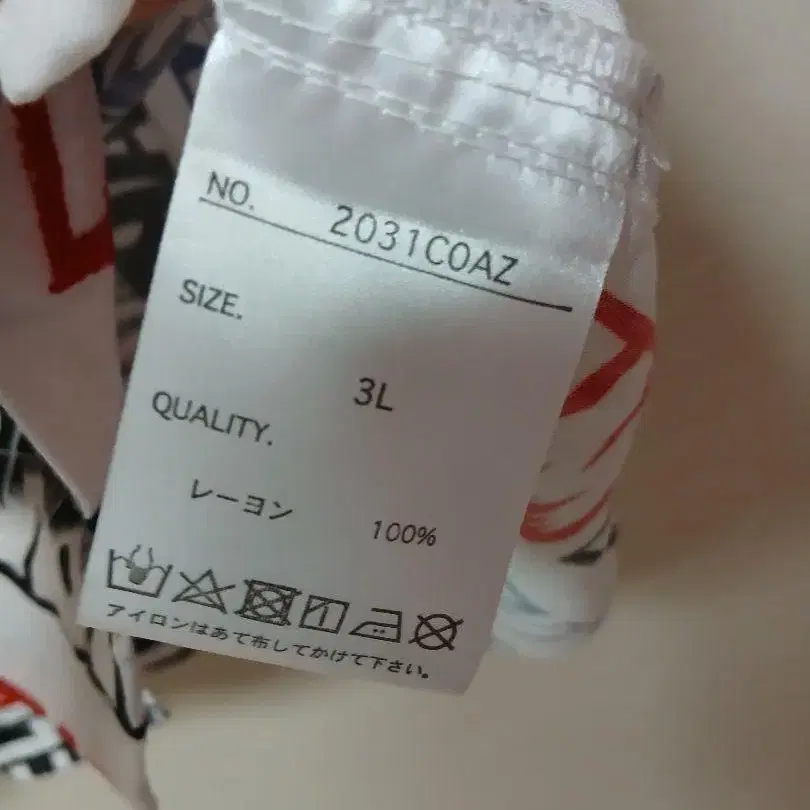 NO. 2031C0AZ
SIZE.
3L
QUALITY.
レーヨン 100%
アイロンはあて布してかけて下さい。